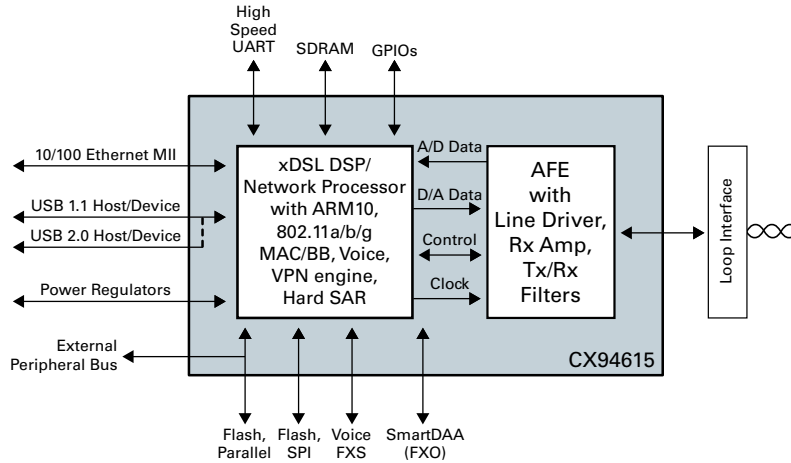 High
Speed
UART
SDRAM
GPIOs
10/100 Ethernet MII
USB 1.1 Host/Device
USB 2.0 Host/Device
Power Regulators
External
Peripheral Bus
xDSL DSP/
Network Processor
with ARM10,
802.11a/b/g
MAC/BB, Voice,
VPN engine,
Hard SAR
A/D Data
D/A Data
Control
Clock
AFE
with
Line Driver,
Rx Amp,
Tx/Rx
Filters
Loop Interface
CX94615
Flash,
Parallel
Flash,
SPI
Voice
FXS
SmartDAA
(FXO)